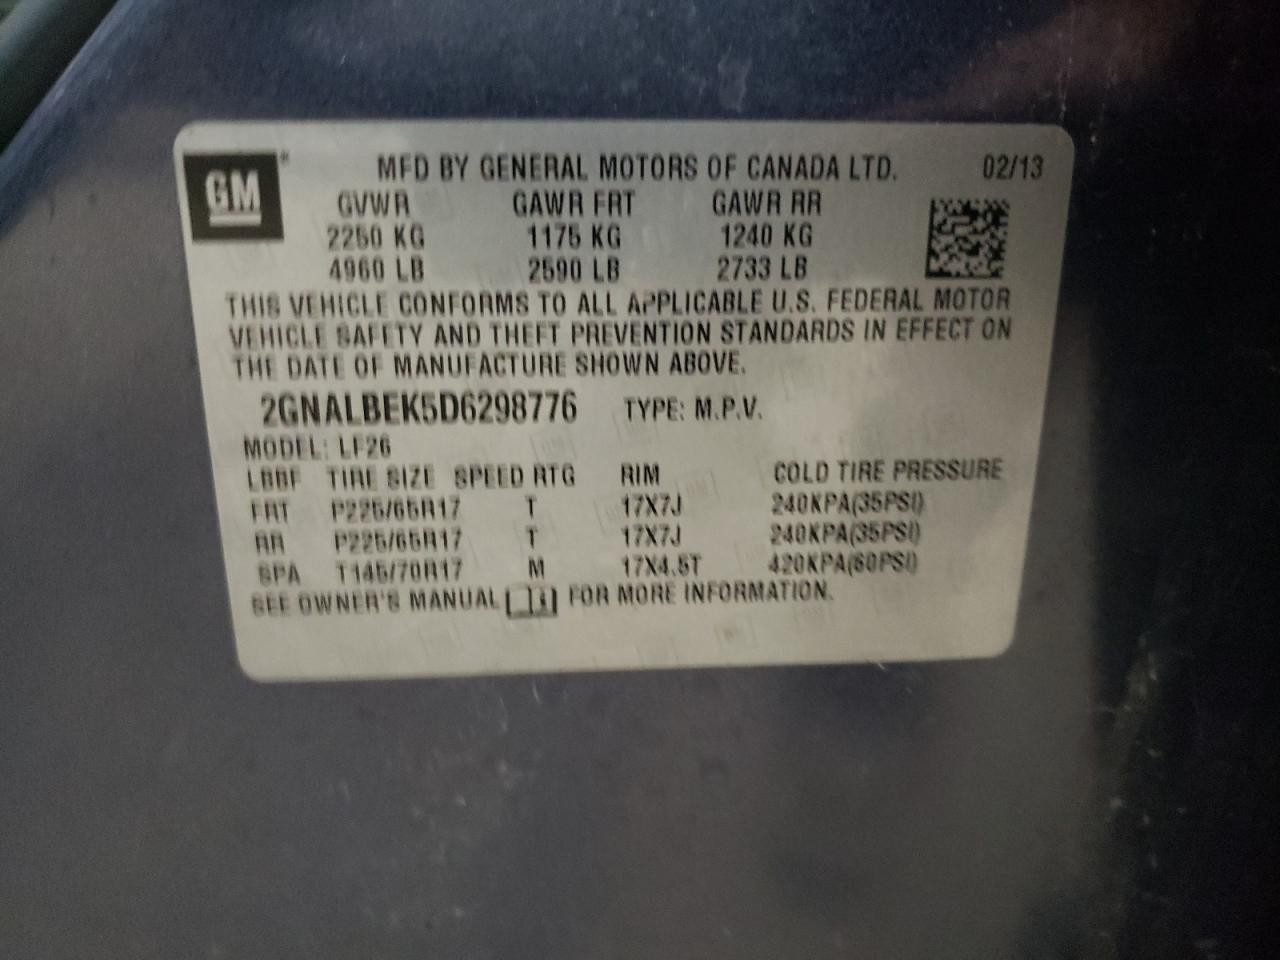 GM
MFD BY GENERAL MOTORS OF CANADA LTD. 02/13
GVWR GAWR FRT GAWR RR
2250 KG 1175 KG 1240 KG
4960 LB 2590 LB 2733 LB
THIS VEHICLE CONFORMS TO ALL APPLICABLE U.S. FEDERAL MOTOR
VEHICLE SAFETY AND THEFT PREVENTION STANDARDS IN EFFECT ON
THE DATE OF MANUFACTURE SHOWN ABOVE.
2GNALBEK5D6298776 TYPE: M.P.V.
MODEL: LF26
LBBF TIRE SIZE SPEED RTG RIM COLD TIRE PRESSURE
FRT P225/65R17 T 17X7J 240KPA(35PSI)
RR P225/65R17 T 17X7J 240KPA(35PSI)
SPA T145/70R17 M 17X4.5T 420KPA(60PSI)
SEE OWNER'S MANUAL FOR MORE INFORMATION.